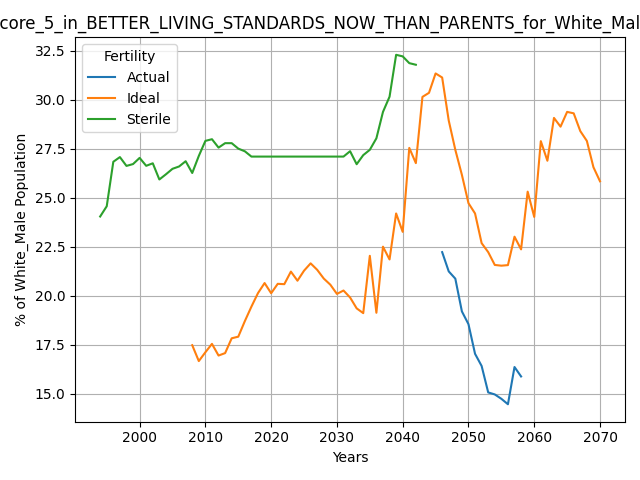 core_5_in_BETTER_LIVING_STANDARDS_NOW_THAN_PARENTS_for_White_Mal
Fertility
Actual
Ideal
Sterile
% of White_Male Population
32.5
30.0
27.5
25.0
22.5
20.0
17.5
15.0
2000 2010 2020 2030 2040 2050 2060 2070
Years